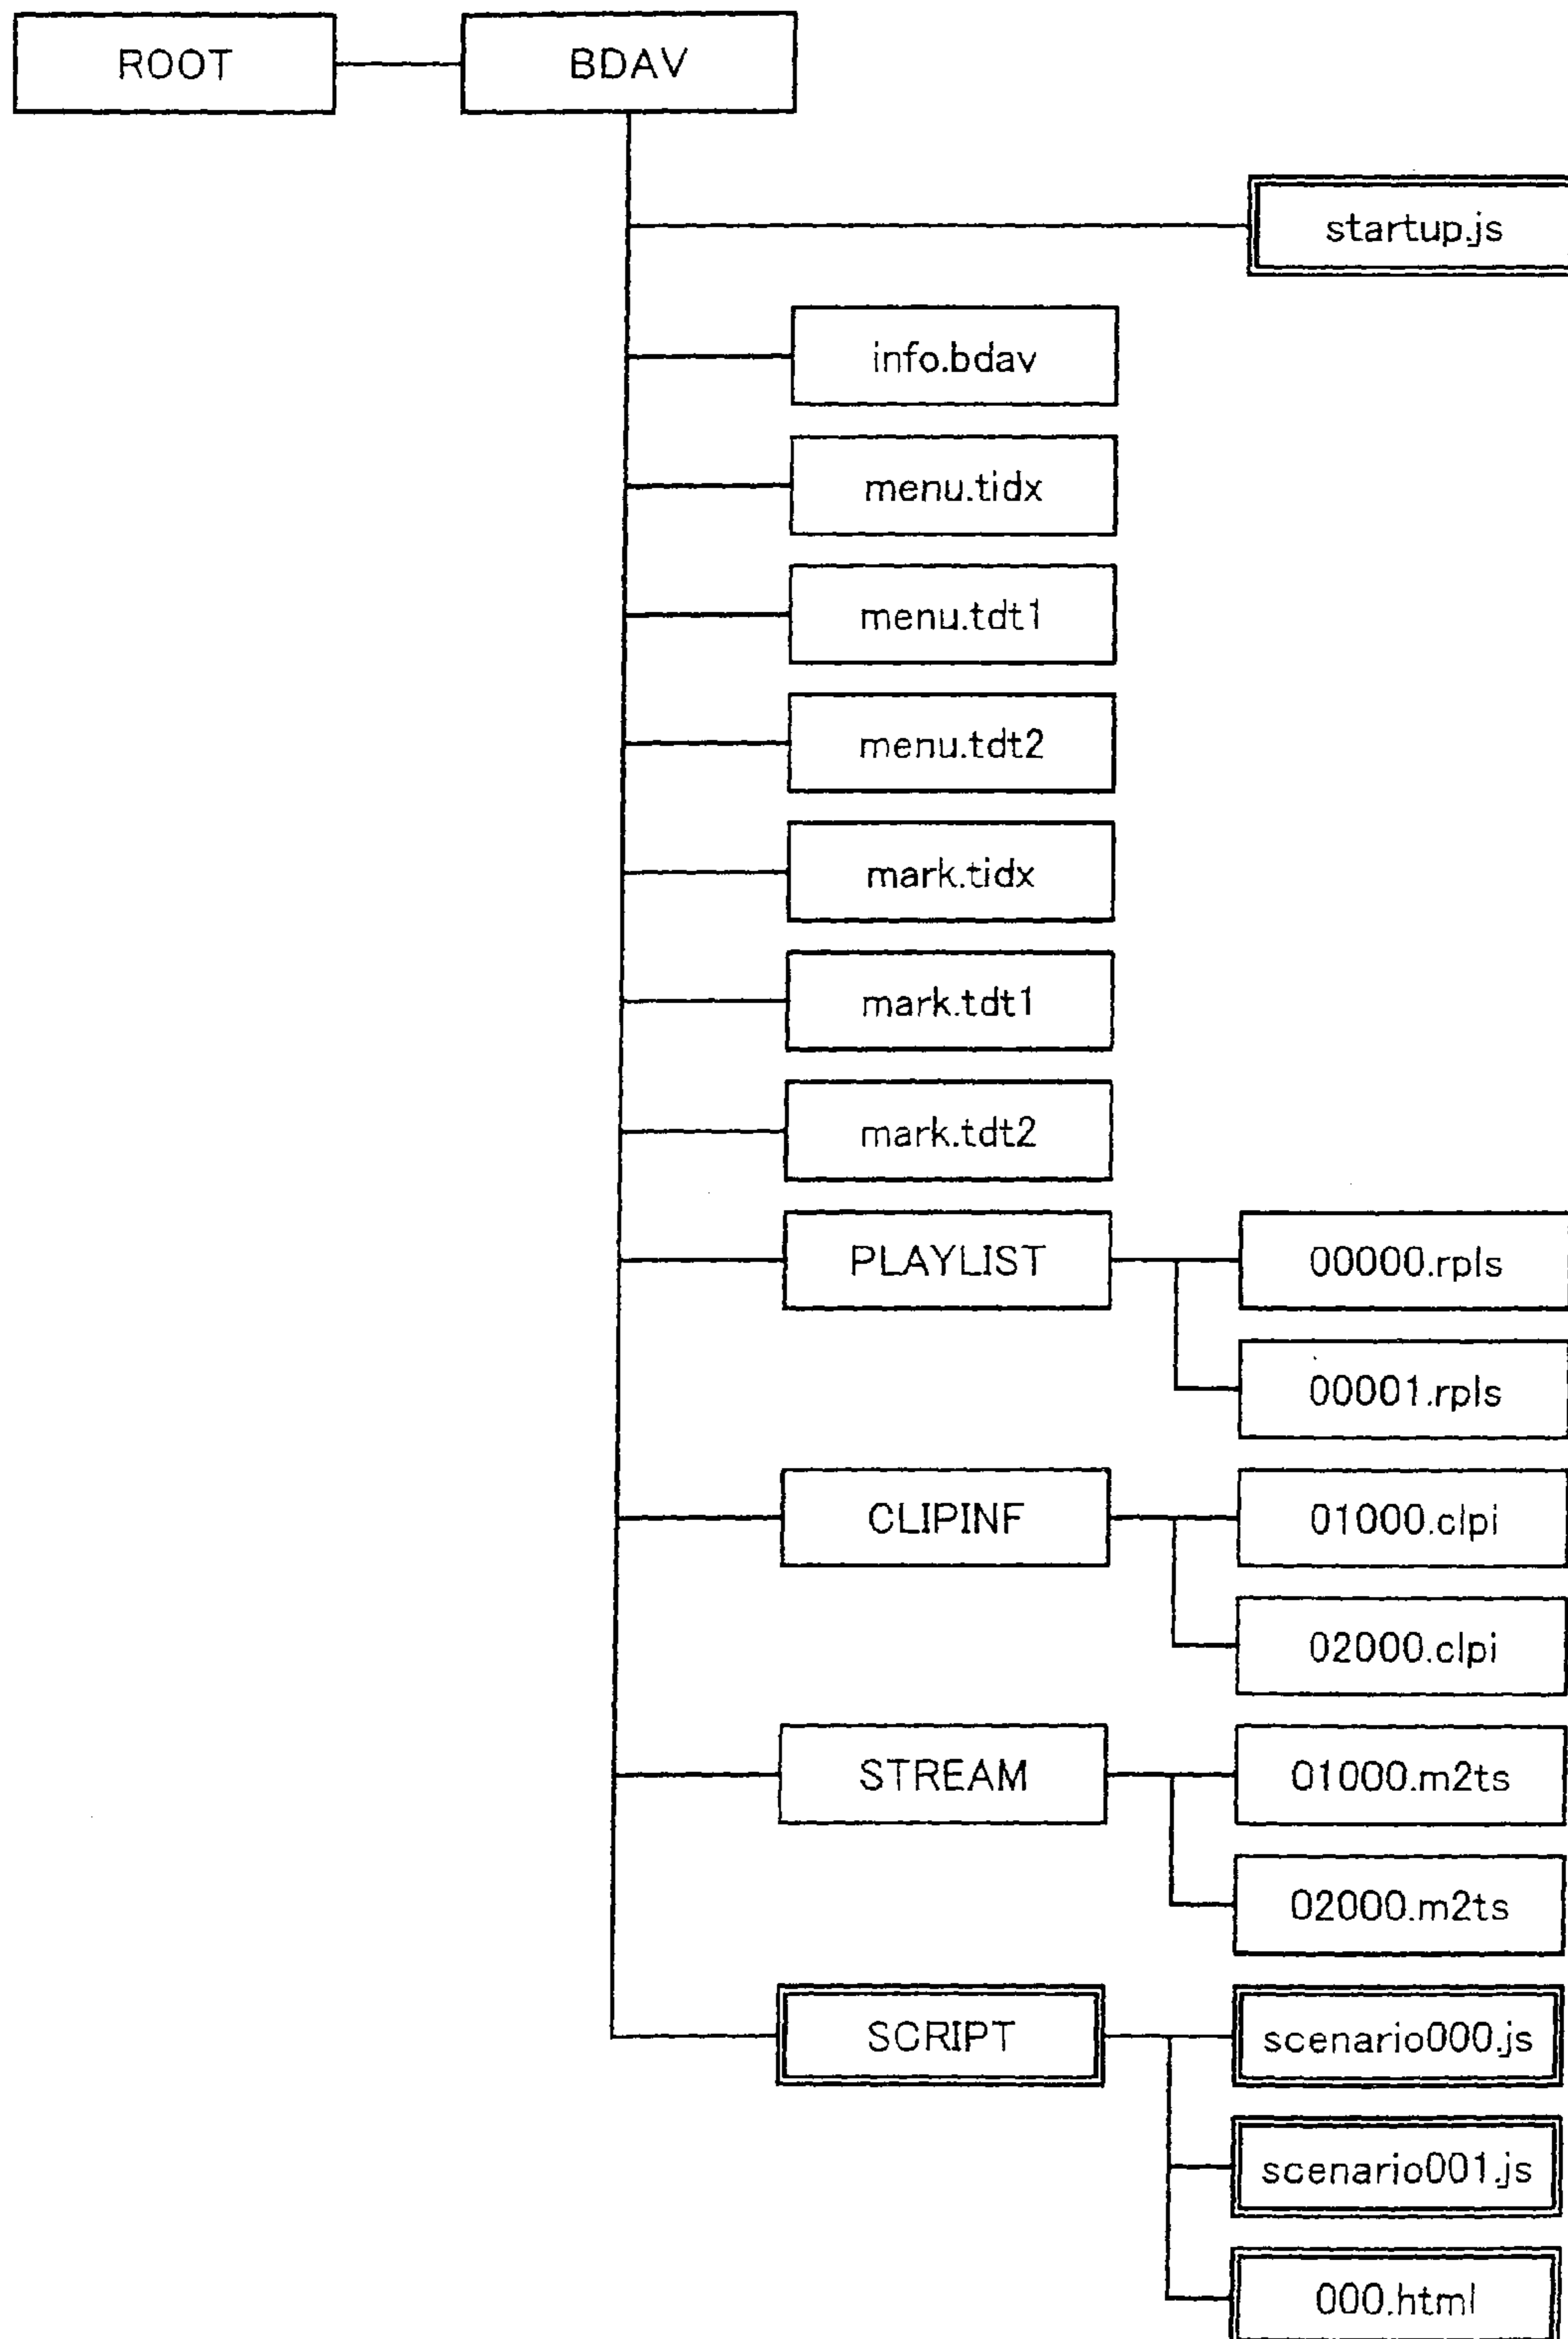 ROOT
BDAV
startup.js
info.bdav
menu.tidx
menu.tdt1
menu.tdt2
mark.tidx
mark.tdt1
mark.tdt2
PLAYLIST
00000.rpls
00001.rpls
CLIPINF
01000.clpi
02000.clpi
STREAM
01000.m2ts
02000.m2ts
SCRIPT
scenario000.js
scenario001.js
000.html